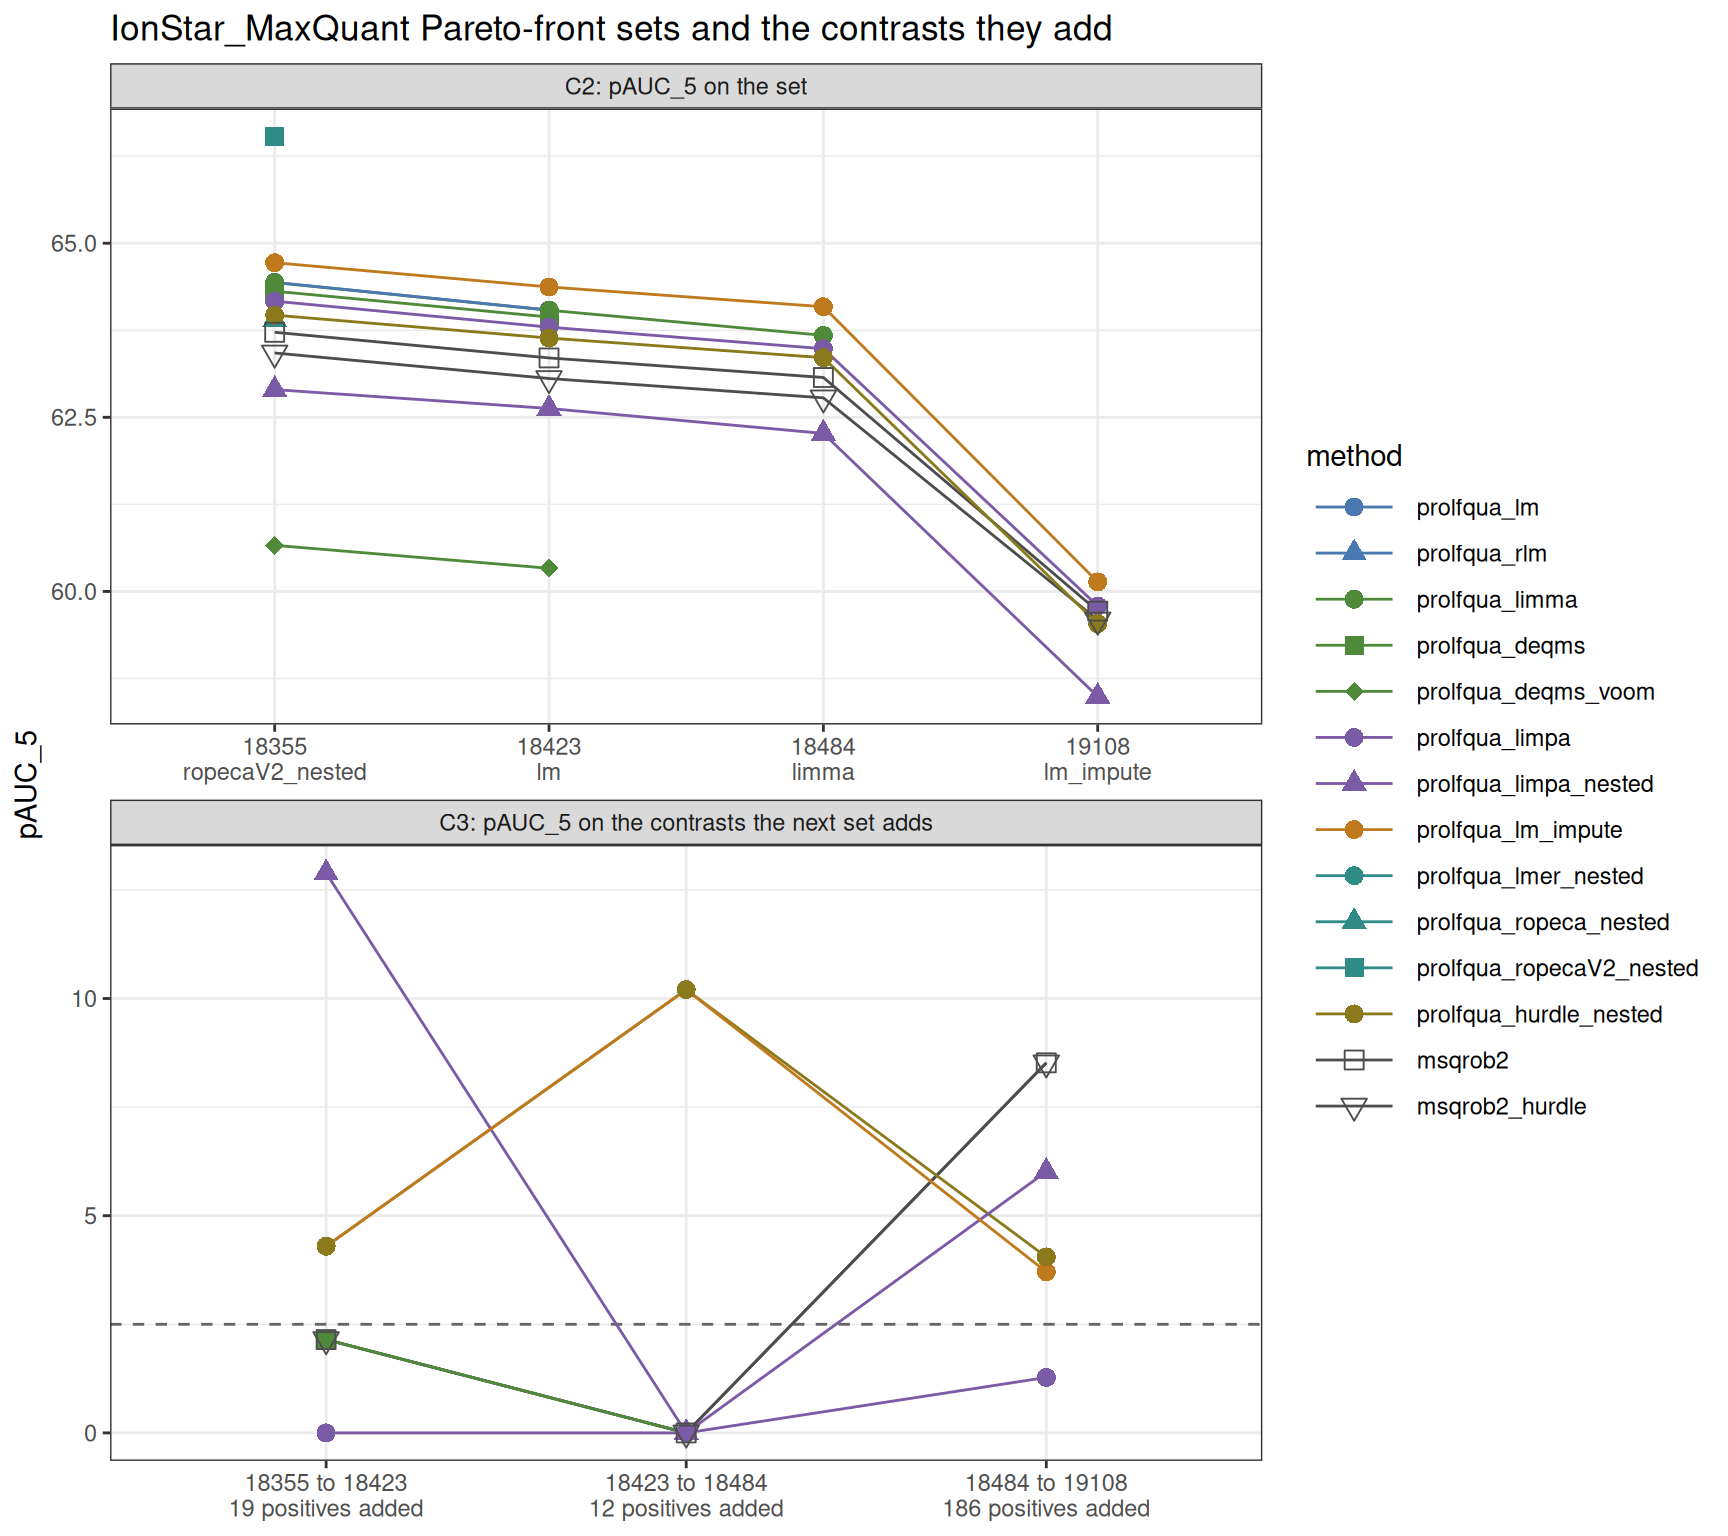 IonStar_MaxQuant Pareto-front sets and the contrasts they add
C2: pAUC_5 on the set
65.0
62.5
60.0
18355
ropecaV2_nested
18423
lm
18484
limma
19108
lm_impute
pAUC_5
C3: pAUC_5 on the contrasts the next set adds
10
5
0
18355 to 18423
19 positives added
18423 to 18484
12 positives added
18484 to 19108
186 positives added
method
prolfqua_lm
prolfqua_rlm
prolfqua_limma
prolfqua_deqms
prolfqua_deqms_voom
prolfqua_limpa
prolfqua_limpa_nested
prolfqua_lm_impute
prolfqua_lmer_nested
prolfqua_ropeca_nested
prolfqua_ropecaV2_nested
prolfqua_hurdle_nested
msqrob2
msqrob2_hurdle